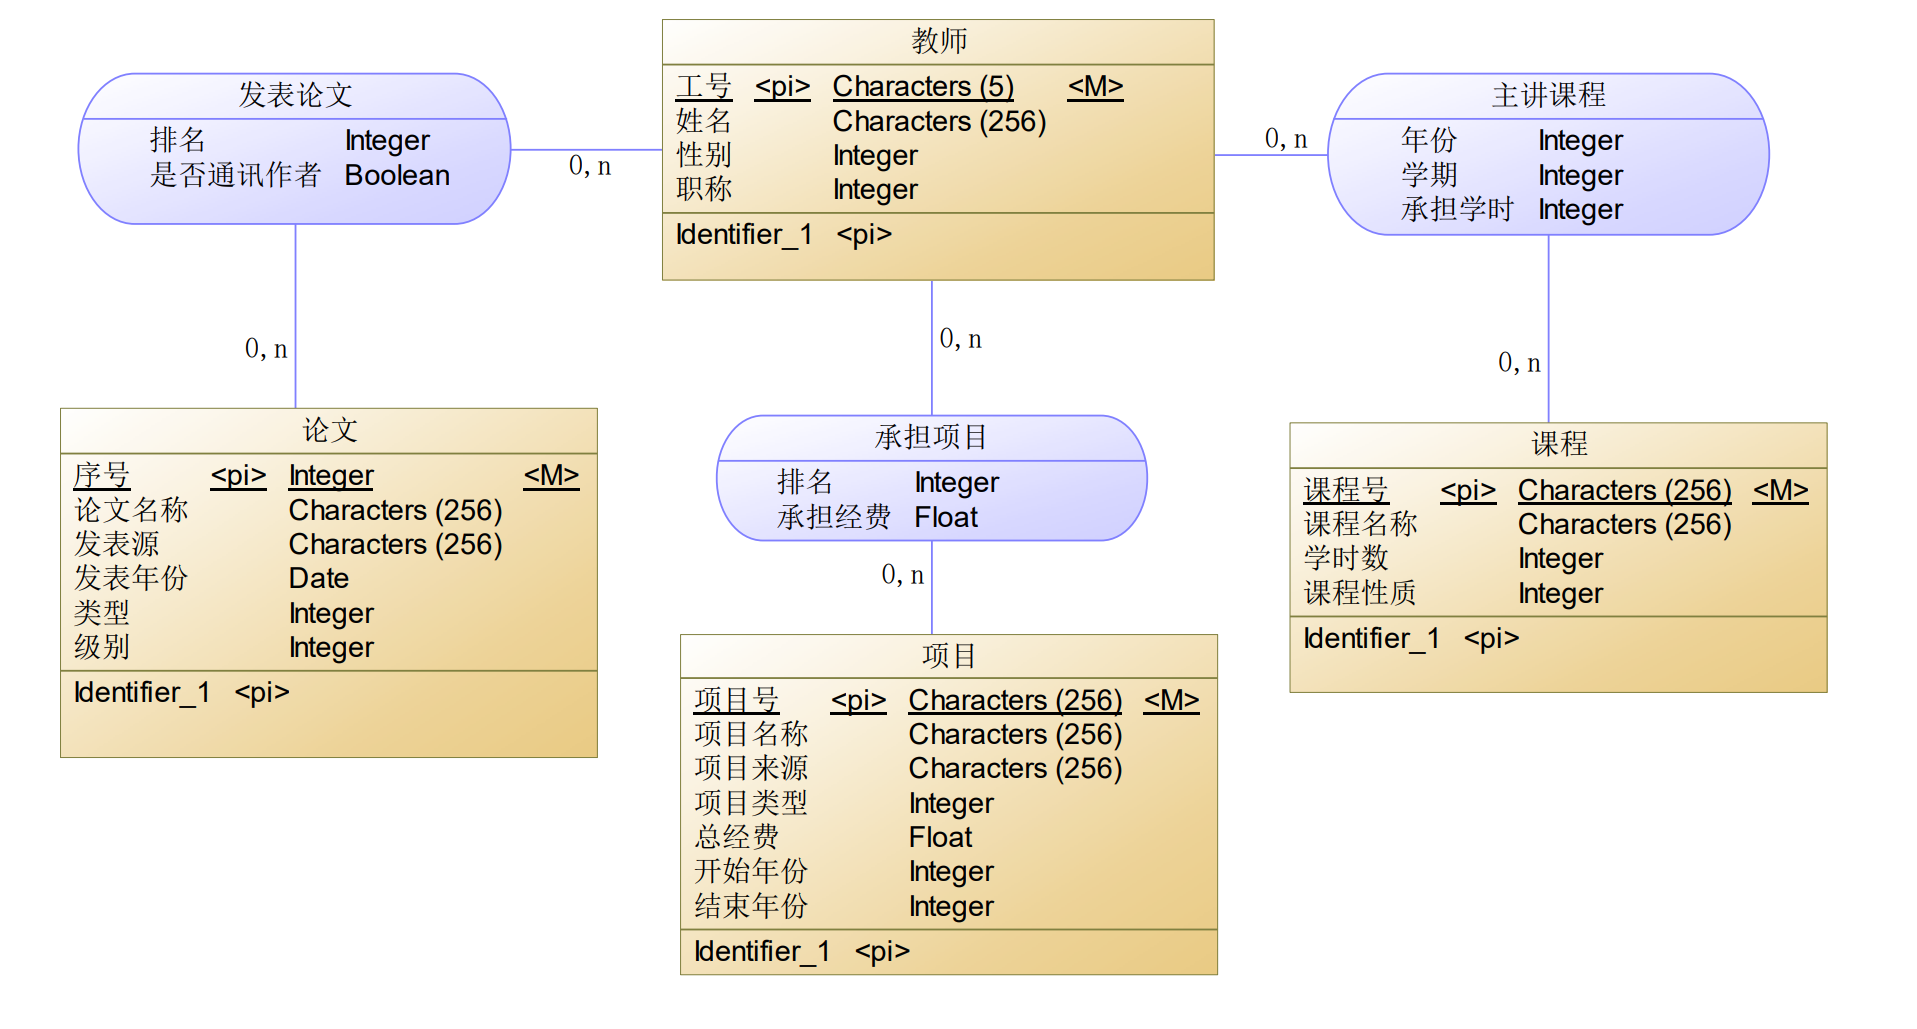 教师
工号 <pi> Characters (5) <M>
姓名 Characters (256)
性别 Integer
职称 Integer
Identifier_1 <pi>
发表论文
排名 Integer
是否通讯作者 Boolean
0,n
主讲课程
年份 Integer
学期 Integer
承担学时 Integer
0,n
0,n
0,n
0,n
论文
序号 <pi> Integer <M>
论文名称 Characters (256)
发表源 Characters (256)
发表年份 Date
类型 Integer
级别 Integer
Identifier_1 <pi>
承担项目
排名 Integer
承担经费 Float
0,n
课程
课程号 <pi> Characters (256) <M>
课程名称 Characters (256)
学时数 Integer
课程性质 Integer
Identifier_1 <pi>
项目
项目号 <pi> Characters (256) <M>
项目名称 Characters (256)
项目来源 Characters (256)
项目类型 Integer
总经费 Float
开始年份 Integer
结束年份 Integer
Identifier_1 <pi>